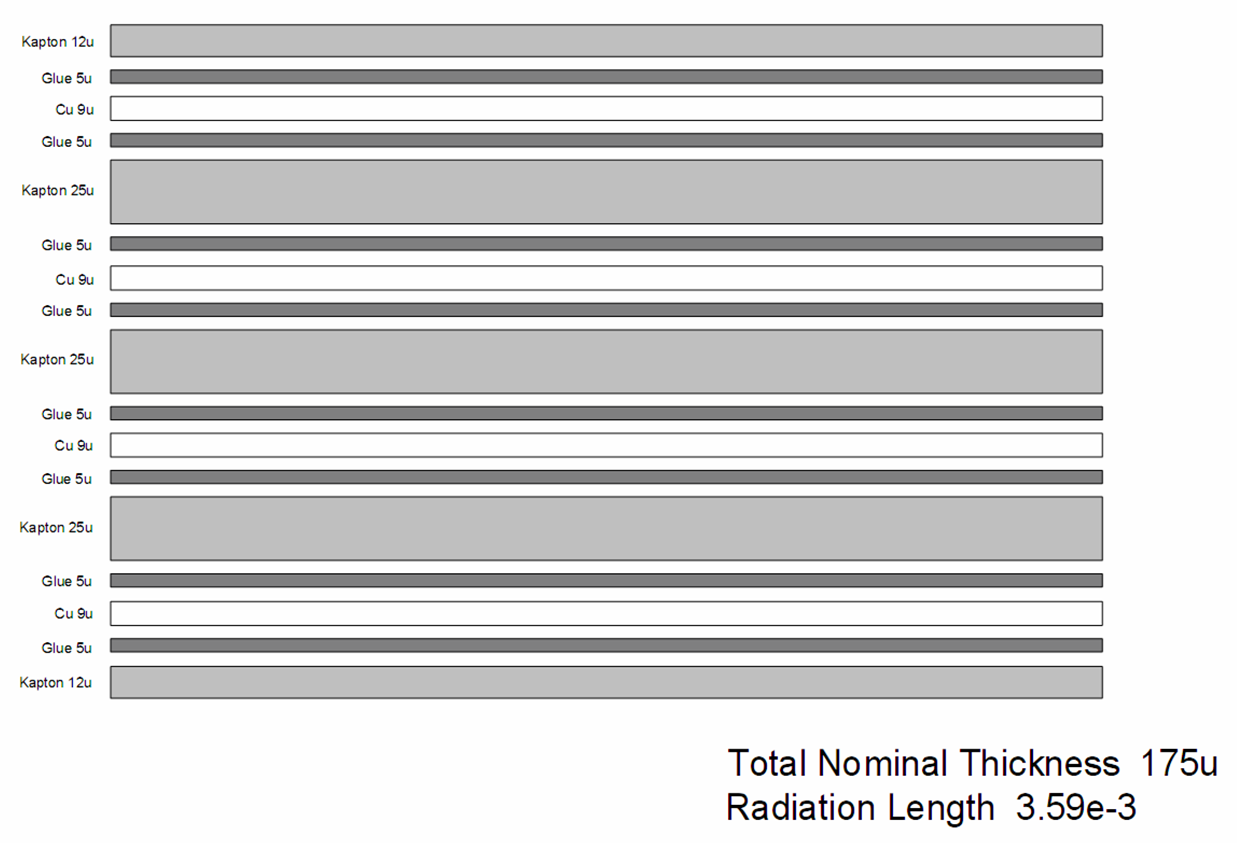 Kapton 12u
Glue 5u
Cu 9u
Glue 5u
Kapton 25u
Glue 5u
Cu 9u
Glue 5u
Kapton 25u
Glue 5u
Cu 9u
Glue 5u
Kapton 25u
Glue 5u
Cu 9u
Glue 5u
Kapton 12u
Total Nominal Thickness 175u
Radiation Length 3.59e-3